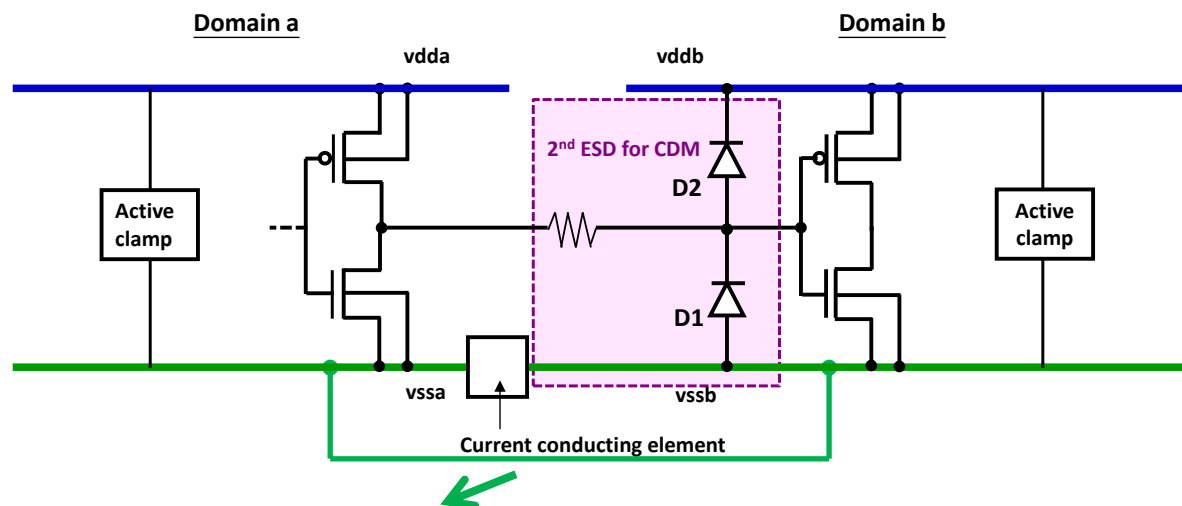 Domain a
Domain b
vdda
vddb
2nd ESD for CDM
D2
Active
clamp
Active
clamp
D1
vssa
vssb
Current conducting element